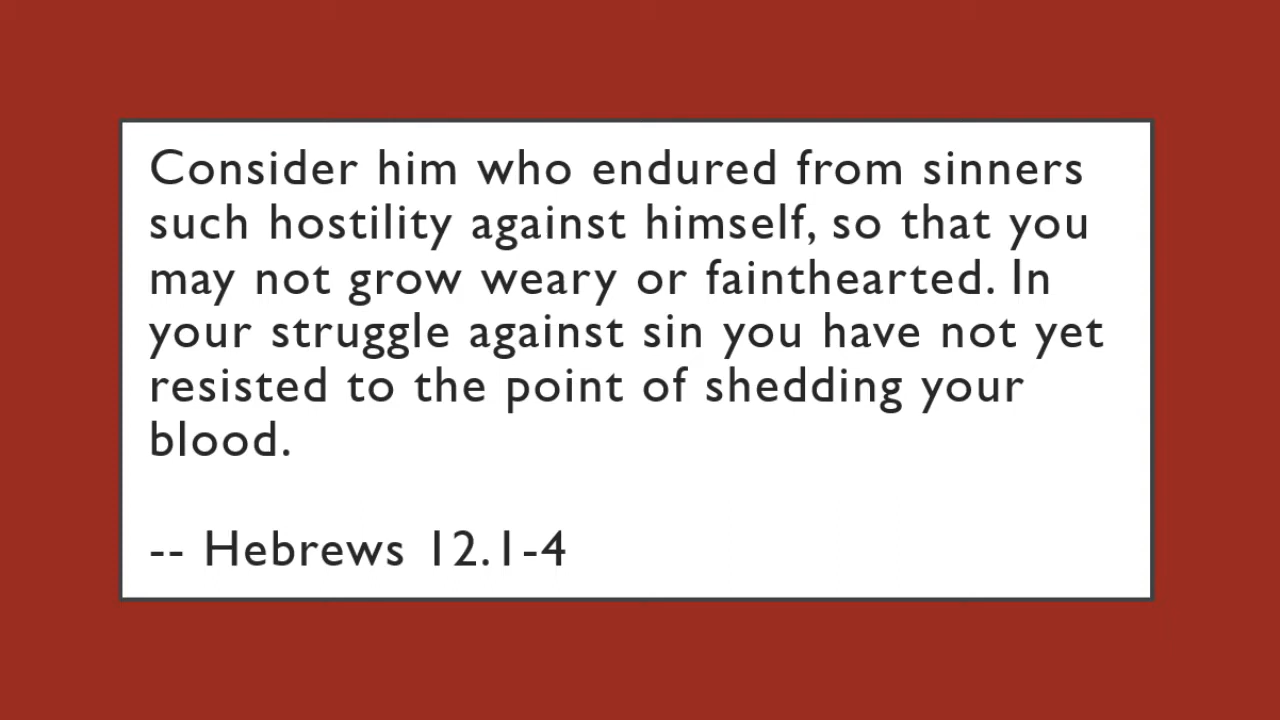 Consider him who endured from sinners
such hostility against himself, so that you
may not grow weary or fainthearted. In
your struggle against sin you have not yet
resisted to the point of shedding your
blood.
-- Hebrews 12.1-4